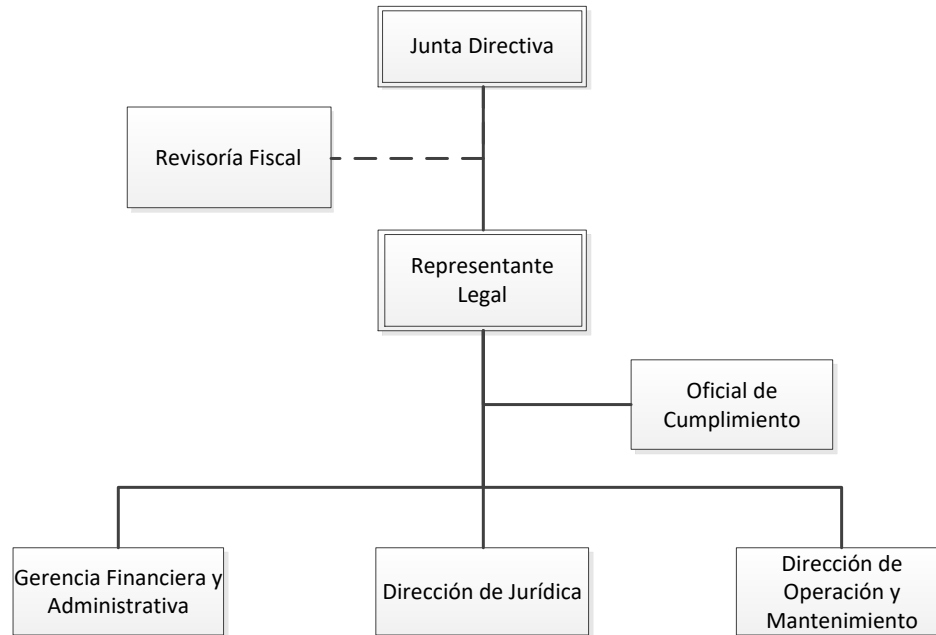 Junta Directiva
Revisoría Fiscal
Representante
Legal
Oficial de
Cumplimiento
Gerencia Financiera y
Administrativa
Dirección de Jurídica
Dirección de
Operación y
Mantenimiento